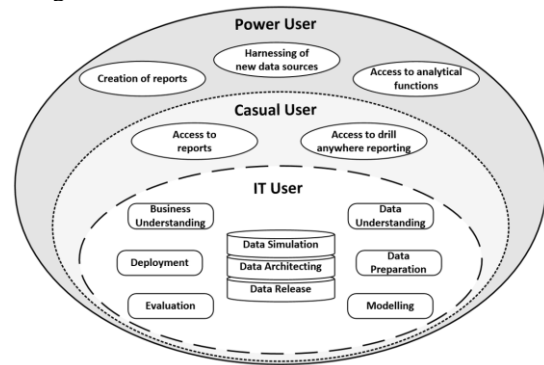 Power User
Harnessing of
new data sources
Creation of reports
Access to analytical
functions
Casual User
Access to
reports
Access to drill
anywhere reporting
IT User
Business
Understanding
Data
Understanding
Data Simulation
Deployment
Data Architecting
Data
Preparation
Data Release
Evaluation
Modelling